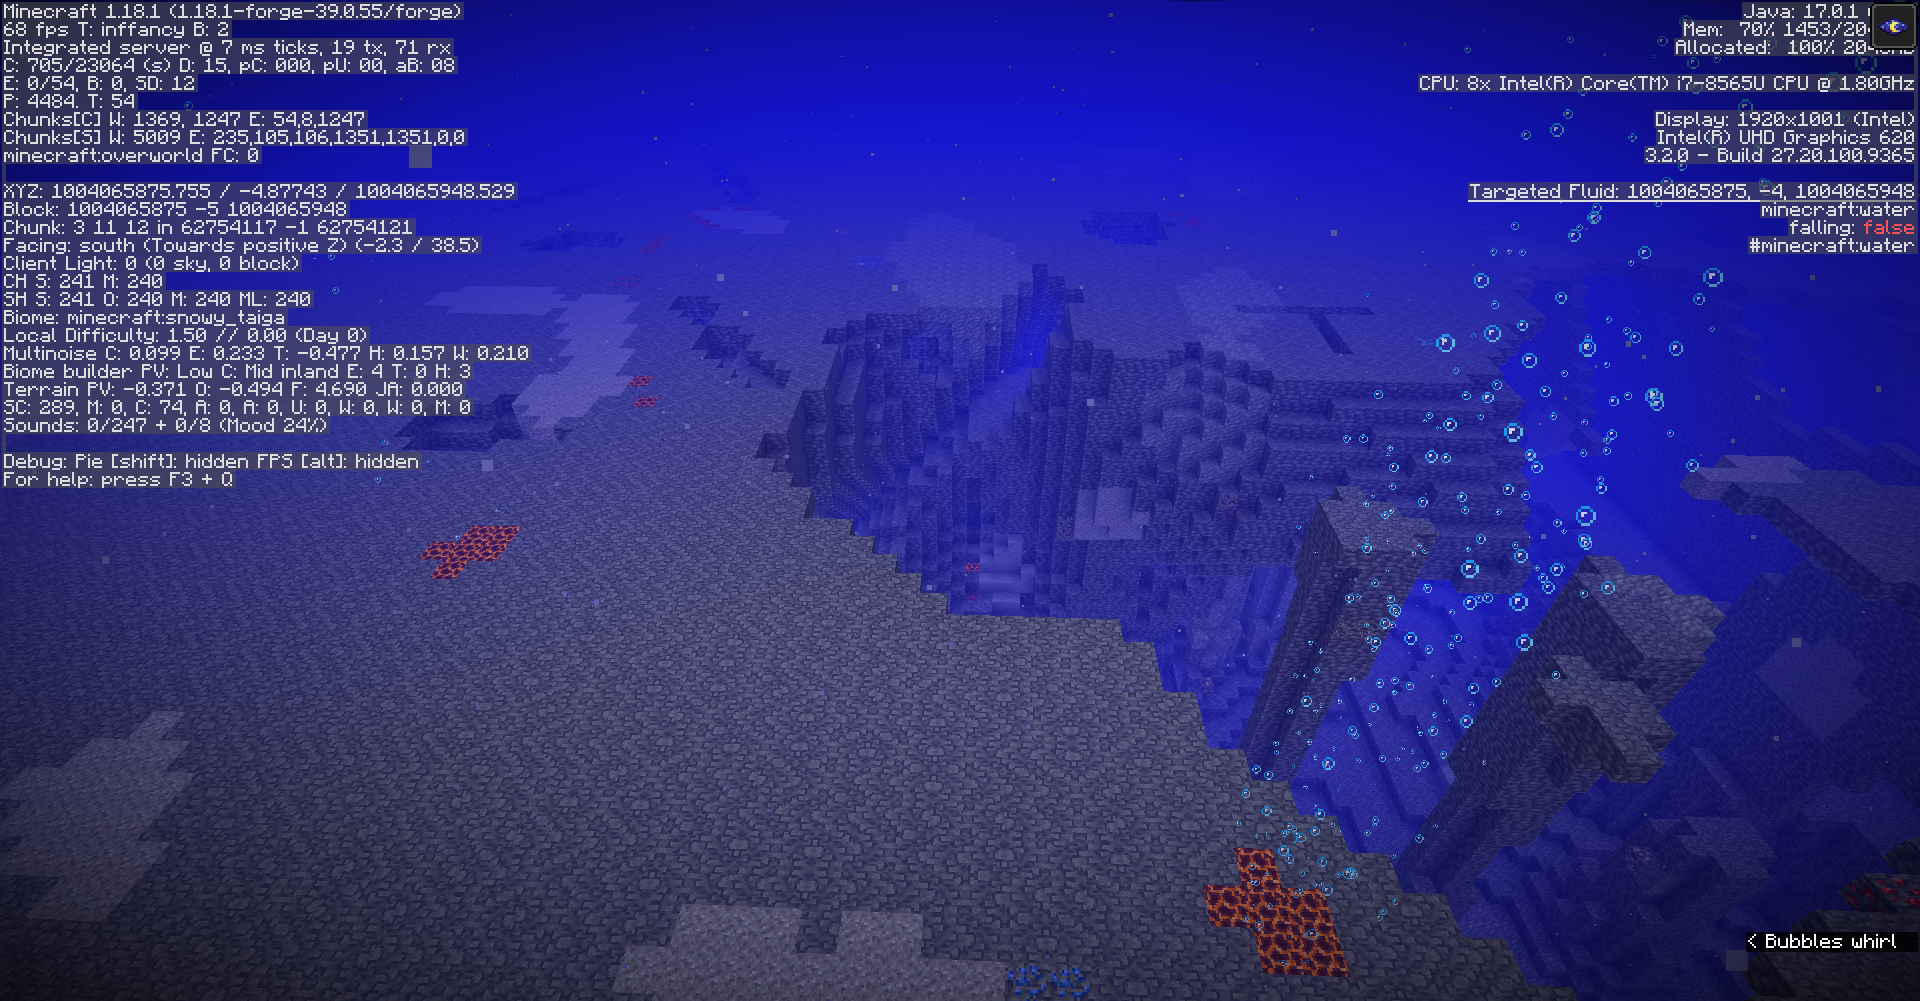 Minecraft 1.18.1 (1.18.1-forge-39.0.55/forge)
68 fps T: inffancy B: 2
Integrated server @ 7 ms ticks, 19 tx, 71 rx
C: 705/23064 (s) D: 15, pC: 000, pU: 00, aB: 08
E: 0/54, B: 0, SD: 12
P: 4484. T: 54
Chunks[C] W: 1369, 1247 E: 54,8,1247
Chunks[S] W: 5009 E: 235,105,106,1351,1351,0,0
minecraft:overworld FC: 0
XYZ: 1004065875.755 / -4.87743 / 1004065948.529
Block: 1004065875 -5 1004065948
Chunk: 3 11 12 in 62754117 -1 62754121
Facing: south (Towards positive Z) (-2.3 / 38.5)
Client Light: 0 (0 sky, 0 block)
CH S: 241 M: 240
SH S: 241 O: 240 M: 240 ML: 240
Biome: minecraft:snowy_taiga
Local Difficulty: 1.50 // 0.00 (Day 0)
Multinoise C: 0.099 E: 0.233 T: -0.477 H: 0.157 W: 0.210
Biome builder PV: Low C: Mid inland E: 4 T: 0 H: 3
Terrain PV: -0.371 O: -0.494 F: 4.690 JA: 0.000
SC: 289, M: 0, C: 74, A: 0, A: 0, U: 0, W: 0, W: 0, M: 0
Sounds: 0/247 + 0/8 (Mood 24%)
Debug: Pie [shift]: hidden FPS [alt]: hidden
For help: press F3 + Q
Java: 17.0.1
Mem: 70% 1453/20
Allocated: 100% 20
CPU: 8x Intel(R) Core(TM) i7-8565U CPU @ 1.80GHz
Display: 1920x1001 (Intel)
Intel(R) UHD Graphics 620
3.2.0 - Build 27.20.100.9365
Targeted Fluid: 1004065875, -4, 1004065948
minecraft:water
falling: false
#minecraft:water
< Bubbles whirl